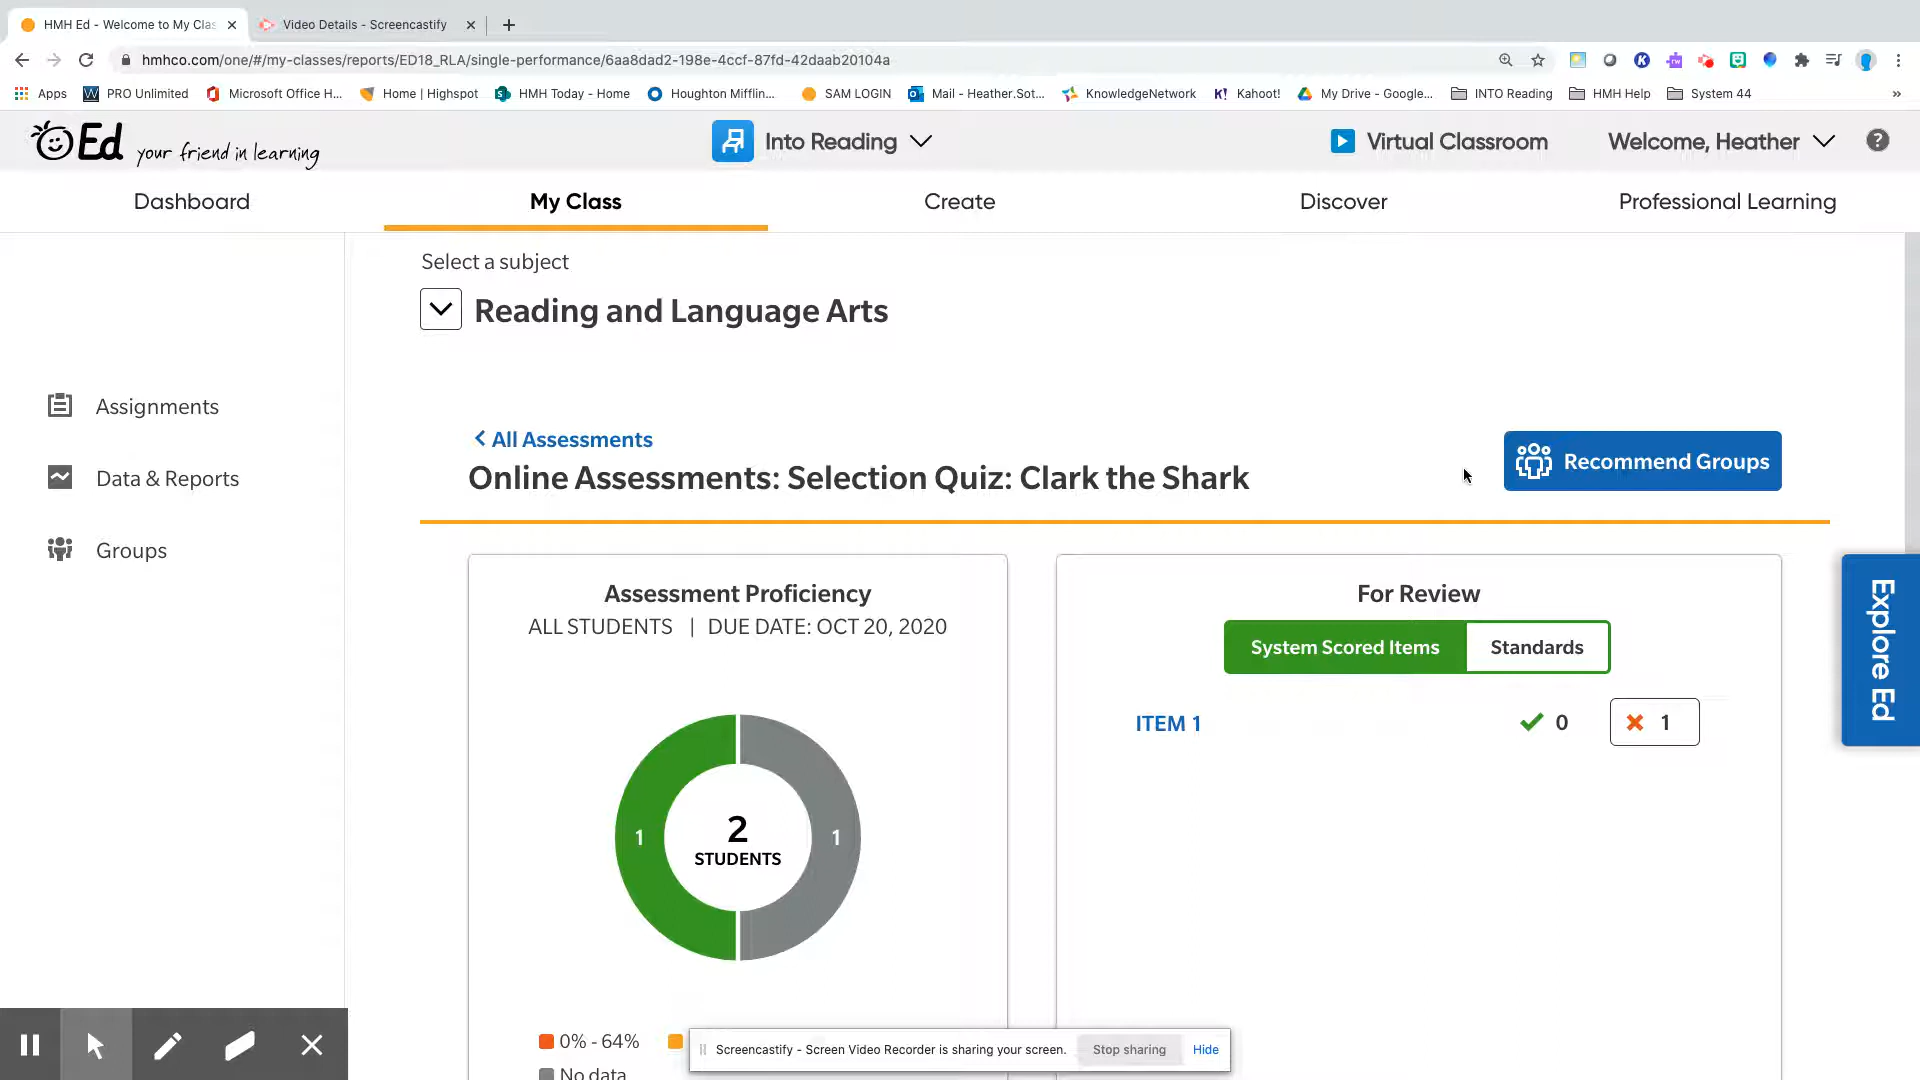 HMH Ed - Welcome to My Clas
Video Details - Screencastify
hmhco.com/one/#/my-classes/reports/ED18_RLA/single-performance/6aa8dad2-198e-4ccf-87fd-42daab20104a
Apps
PRO Unlimited
Microsoft Office H...
Home | Highspot
HMH Today - Home
Houghton Mifflin...
SAM LOGIN
Mail - Heather.Sot...
KnowledgeNetwork
K! Kahoot!
My Drive - Google...
INTO Reading
HMH Help
System 44
Ed your friend in learning
Into Reading
Virtual Classroom
Welcome, Heather
Dashboard
My Class
Create
Discover
Professional Learning
Select a subject
Reading and Language Arts
Assignments
Data & Reports
Groups
All Assessments
Online Assessments: Selection Quiz: Clark the Shark
Recommend Groups
Assessment Proficiency
ALL STUDENTS | DUE DATE: OCT 20, 2020
1
2
STUDENTS
1
0% - 64%
No data
For Review
System Scored Items
Standards
ITEM 1
0
1
Explore Ed
Screencastify - Screen Video Recorder is sharing your screen.
Stop sharing
Hide